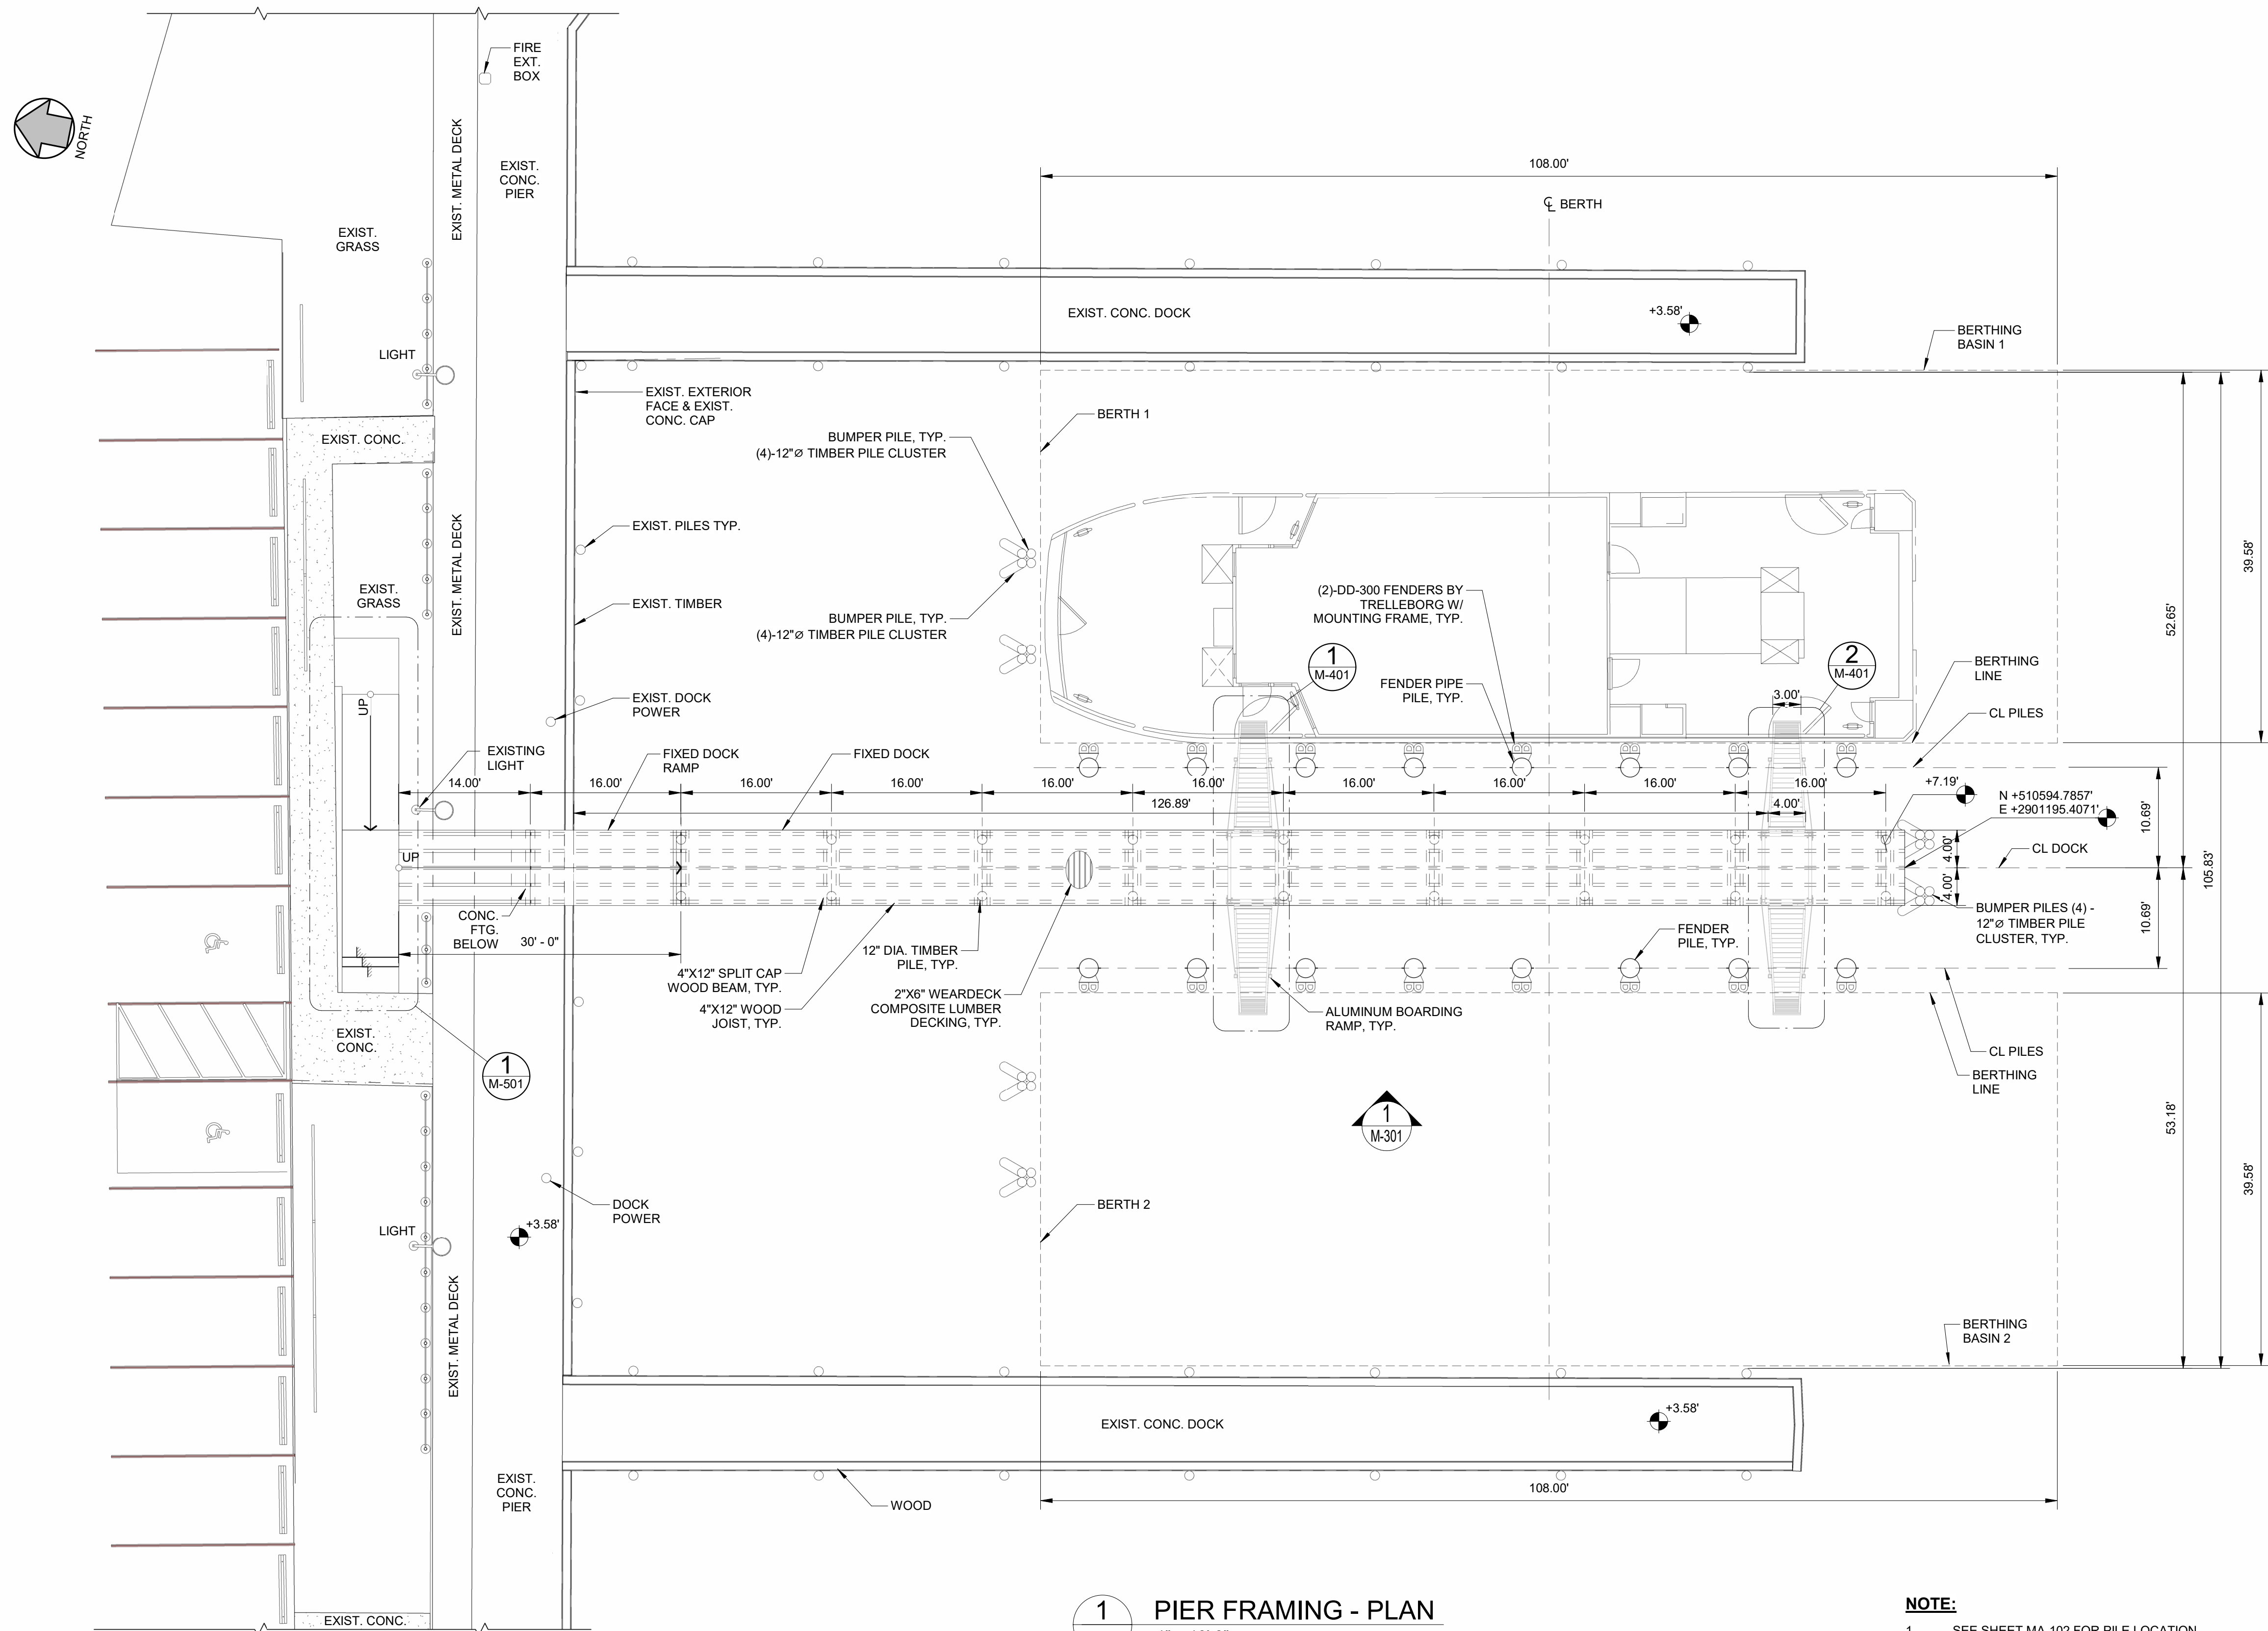 FIRE
EXT.
BOX
NORTH
EXIST. METAL DECK
EXIST.
CONC.
PIER
EXIST.
GRASS
108.00'
℄ BERTH
EXIST. CONC. DOCK
+3.58'
BERTHING
BASIN 1
LIGHT
EXIST. EXTERIOR
FACE & EXIST.
CONC. CAP
BERTH 1
EXIST. CONC.
BUMPER PILE, TYP.
(4)-12"Ø TIMBER PILE CLUSTER
EXIST. PILES TYP.
EXIST. METAL DECK
39.58'
52.65'
EXIST.
GRASS
EXIST. TIMBER
BUMPER PILE, TYP.
(4)-12"Ø TIMBER PILE CLUSTER
(2)-DD-300 FENDERS BY
TRELLEBORG W/
MOUNTING FRAME, TYP.
1
M-401
2
M-401
BERTHING
LINE
FENDER PIPE
PILE, TYP.
3.00'
CL PILES
UP
EXIST. DOCK
POWER
EXISTING
LIGHT
FIXED DOCK
RAMP
FIXED DOCK
14.00'
16.00'
16.00'
16.00'
16.00'
16.00'
16.00'
16.00'
16.00'
16.00'
+7.19'
N +510594.7857'
E +2901195.4071'
126.89'
4.00'
10.69'
4.00'
CL DOCK
105.83'
UP
4.00'
10.69'
CONC.
FTG.
BELOW
30' - 0"
BUMPER PILES (4) -
12"Ø TIMBER PILE
CLUSTER, TYP.
12" DIA. TIMBER
PILE, TYP.
FENDER
PILE, TYP.
4"X12" SPLIT CAP
WOOD BEAM, TYP.
2"X6" WEARDECK
COMPOSITE LUMBER
DECKING, TYP.
4"X12" WOOD
JOIST, TYP.
ALUMINUM BOARDING
RAMP, TYP.
EXIST.
CONC.
1
M-501
CL PILES
BERTHING
LINE
1
M-301
53.18'
39.58'
DOCK
POWER
BERTH 2
LIGHT
+3.58'
EXIST. METAL DECK
BERTHING
BASIN 2
EXIST. CONC. DOCK
+3.58'
EXIST.
CONC.
PIER
WOOD
108.00'
EXIST. CONC.
1
PIER FRAMING - PLAN
NOTE:
1. SEE SHEET MA-102 FOR PILE LOCATION